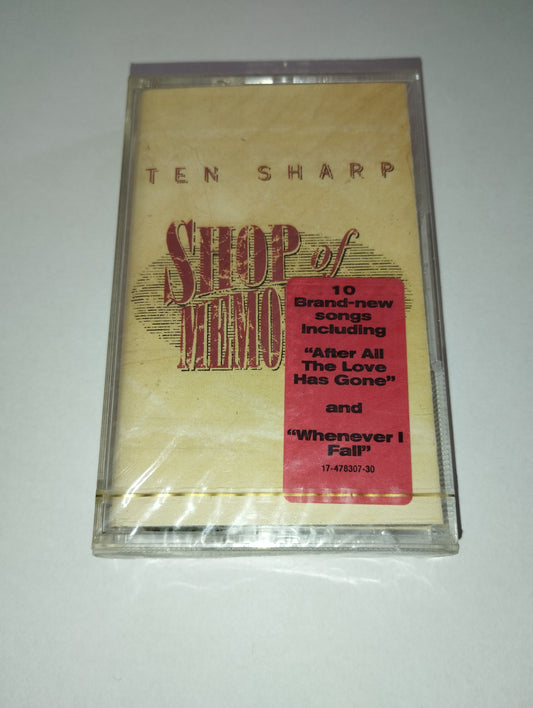 TEN SHARP
SHOP of
MEMO
10
Brand-new
songs
including
"After All
The Love
Has Gone"
and
"Whenever I
Fall"
17-478307-30